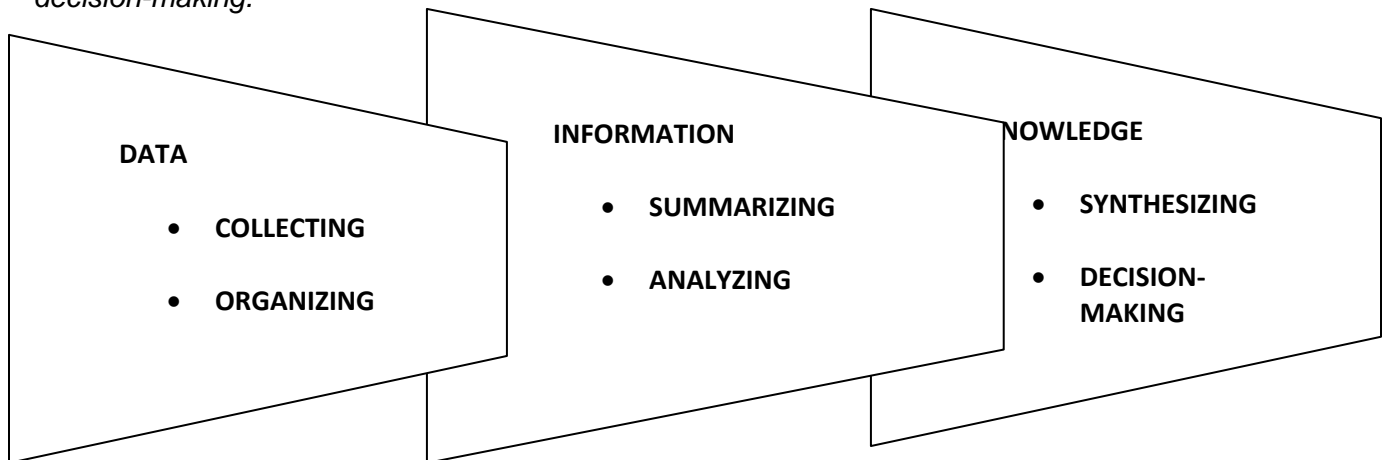 decision-making.
DATA
• COLLECTING
• ORGANIZING
INFORMATION
• SUMMARIZING
• ANALYZING
NOWLEDGE
• SYNTHESIZING
• DECISION-
MAKING